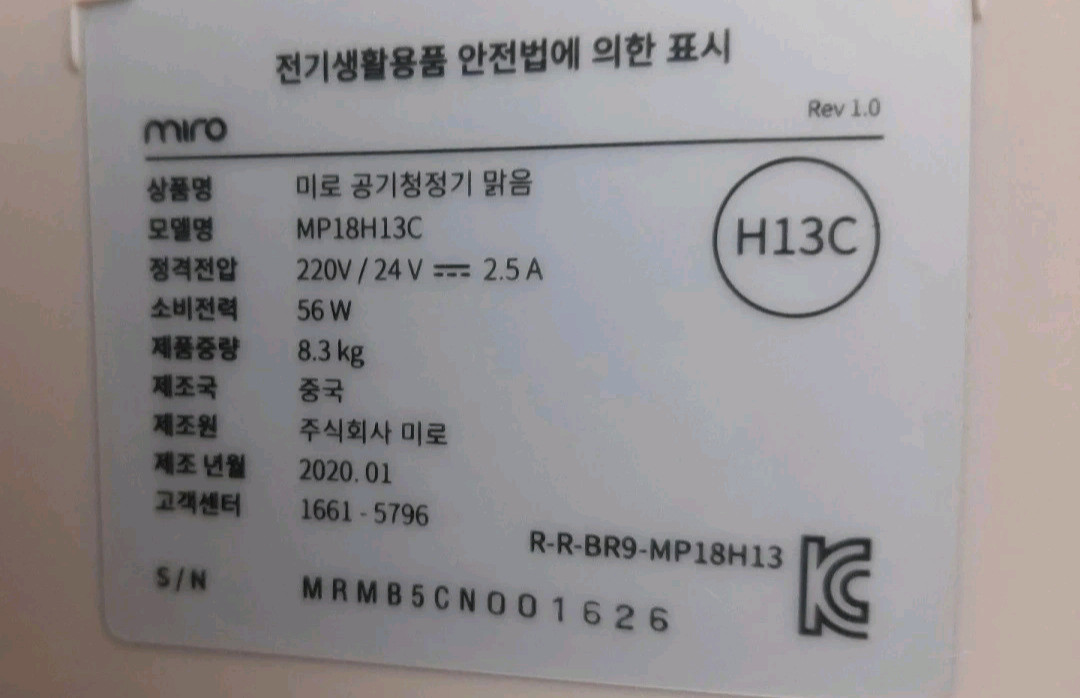 전기생활용품 안전법에 의한 표시
Rev 1.0
miro
상품명 미로 공기청정기 맑음
H13C
모델명 MP18H13C
정격전압 220V / 24 V ⎓ 2.5 A
소비전력 56 W
제품중량 8.3 kg
제조국 중국
제조원 주식회사 미로
제조 년월 2020. 01
고객센터 1661 - 5796
R-R-BR9-MP18H13
S/N MRMB5CN001626